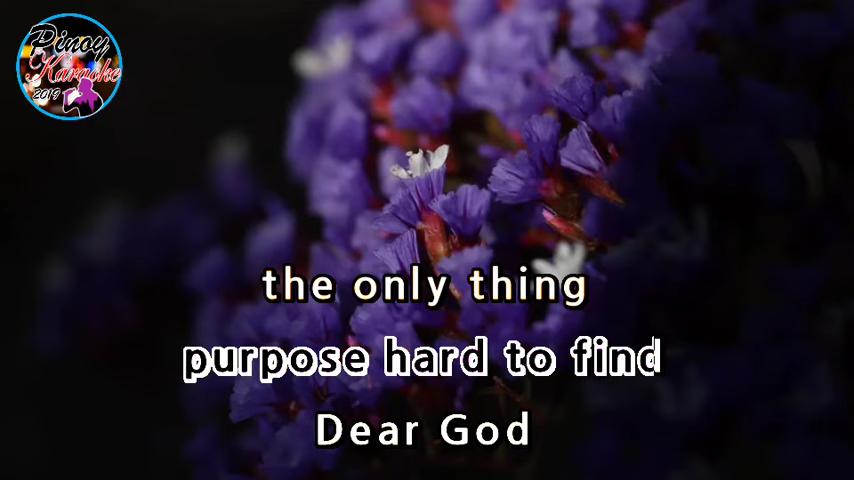 Pinoy
Karaoke
2019
the only thing
purpose hard to find
Dear God